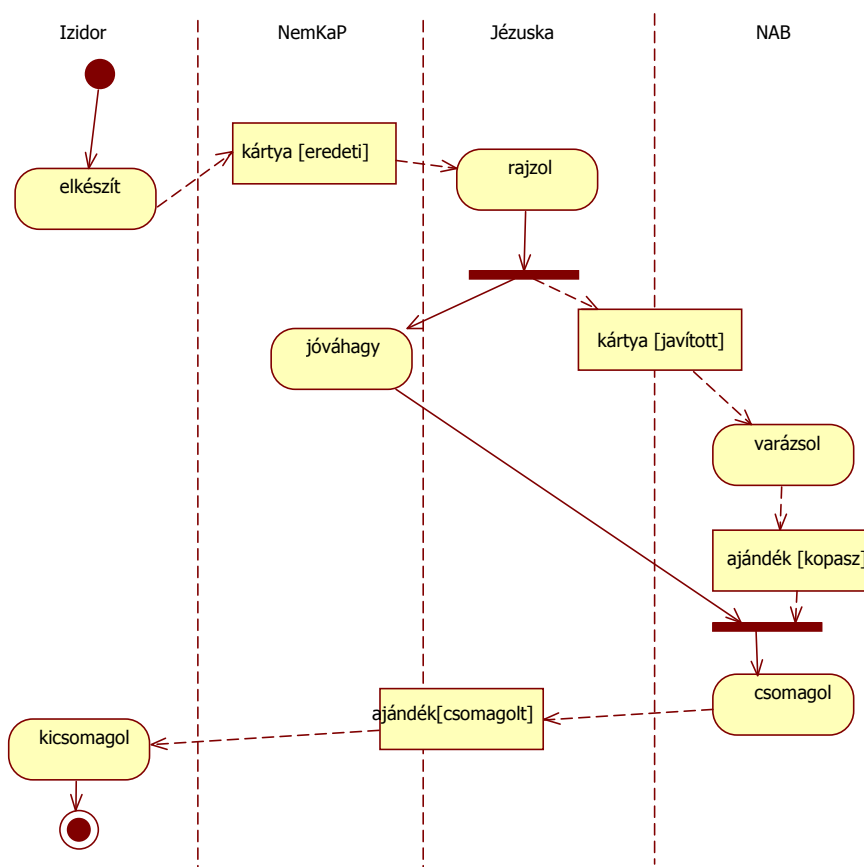 Izidor
NemKaP
Jézuska
NAB
elkészít
kártya [eredeti]
rajzol
jóváhagy
kártya [javított]
varázsol
ajándék [kopasz]
csomagol
ajándék[csomagolt]
kicsomagol